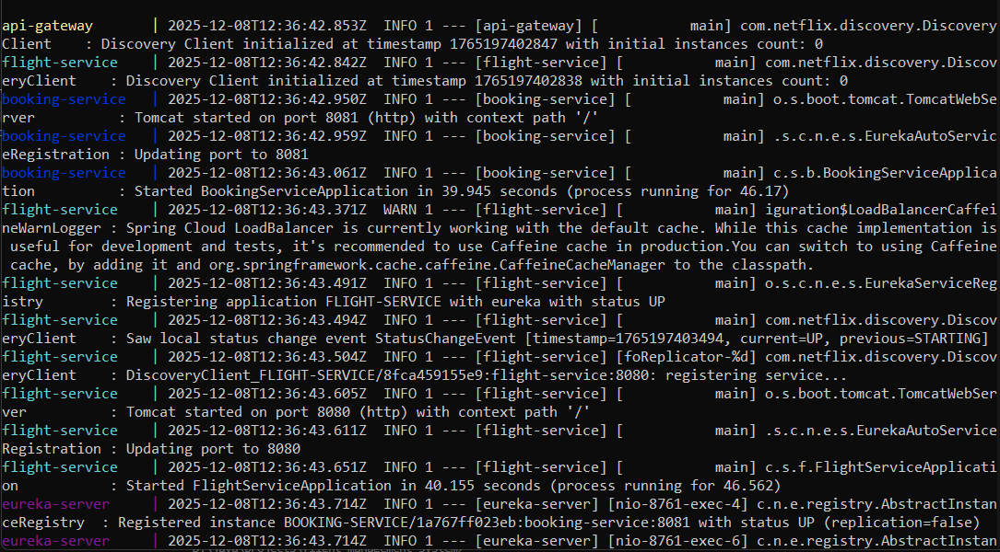 api-gateway        | 2025-12-08T12:36:42.853Z  INFO 1 --- [api-gateway] [           main] com.netflix.discovery.Discovery
Client    : Discovery Client initialized at timestamp 1765197402847 with initial instances count: 0
flight-service     | 2025-12-08T12:36:42.842Z  INFO 1 --- [flight-service] [           main] com.netflix.discovery.Discov
eryClient    : Discovery Client initialized at timestamp 1765197402838 with initial instances count: 0
booking-service    | 2025-12-08T12:36:42.950Z  INFO 1 --- [booking-service] [           main] o.s.boot.tomcat.TomcatWebSe
rver          : Tomcat started on port 8081 (http) with context path '/'
booking-service    | 2025-12-08T12:36:42.959Z  INFO 1 --- [booking-service] [           main] .s.c.n.e.s.EurekaAutoServic
eRegistration : Updating port to 8081
booking-service    | 2025-12-08T12:36:43.061Z  INFO 1 --- [booking-service] [           main] c.s.b.BookingServiceApplica
tion          : Started BookingServiceApplication in 39.945 seconds (process running for 46.17)
flight-service     | 2025-12-08T12:36:43.371Z  WARN 1 --- [flight-service] [           main] iguration$LoadBalancerCaffei
neWarnLogger : Spring Cloud LoadBalancer is currently working with the default cache. While this cache implementation is
 useful for development and tests, it's recommended to use Caffeine cache in production.You can switch to using Caffeine
 cache, by adding it and org.springframework.cache.caffeine.CaffeineCacheManager to the classpath.
flight-service     | 2025-12-08T12:36:43.491Z  INFO 1 --- [flight-service] [           main] o.s.c.n.e.s.EurekaServiceReg
istry        : Registering application FLIGHT-SERVICE with eureka with status UP
flight-service     | 2025-12-08T12:36:43.494Z  INFO 1 --- [flight-service] [           main] com.netflix.discovery.Discov
eryClient    : Saw local status change event StatusChangeEvent [timestamp=1765197403494, current=UP, previous=STARTING]
flight-service     | 2025-12-08T12:36:43.504Z  INFO 1 --- [flight-service] [foReplicator-%d] com.netflix.discovery.Discov
eryClient    : DiscoveryClient_FLIGHT-SERVICE/8fca459155e9:flight-service:8080: registering service...
flight-service     | 2025-12-08T12:36:43.605Z  INFO 1 --- [flight-service] [           main] o.s.boot.tomcat.TomcatWebSer
ver          : Tomcat started on port 8080 (http) with context path '/'
flight-service     | 2025-12-08T12:36:43.611Z  INFO 1 --- [flight-service] [           main] .s.c.n.e.s.EurekaAutoService
Registration : Updating port to 8080
flight-service     | 2025-12-08T12:36:43.651Z  INFO 1 --- [flight-service] [           main] c.s.f.FlightServiceApplicati
on           : Started FlightServiceApplication in 40.155 seconds (process running for 46.562)
eureka-server      | 2025-12-08T12:36:43.714Z  INFO 1 --- [eureka-server] [nio-8761-exec-4] c.n.e.registry.AbstractInstan
ceRegistry  : Registered instance BOOKING-SERVICE/1a767ff023eb:booking-service:8081 with status UP (replication=false)
eureka-server      | 2025-12-08T12:36:43.714Z  INFO 1 --- [eureka-server] [nio-8761-exec-6] c.n.e.registry.AbstractInstan